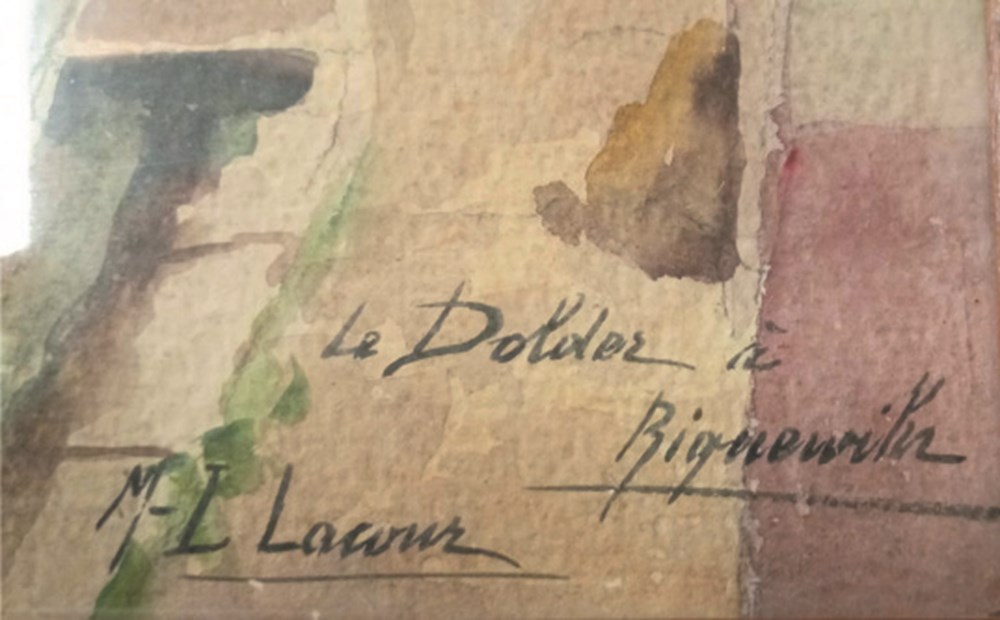 Le Dolder à
Riquewihr
M-L Lacour